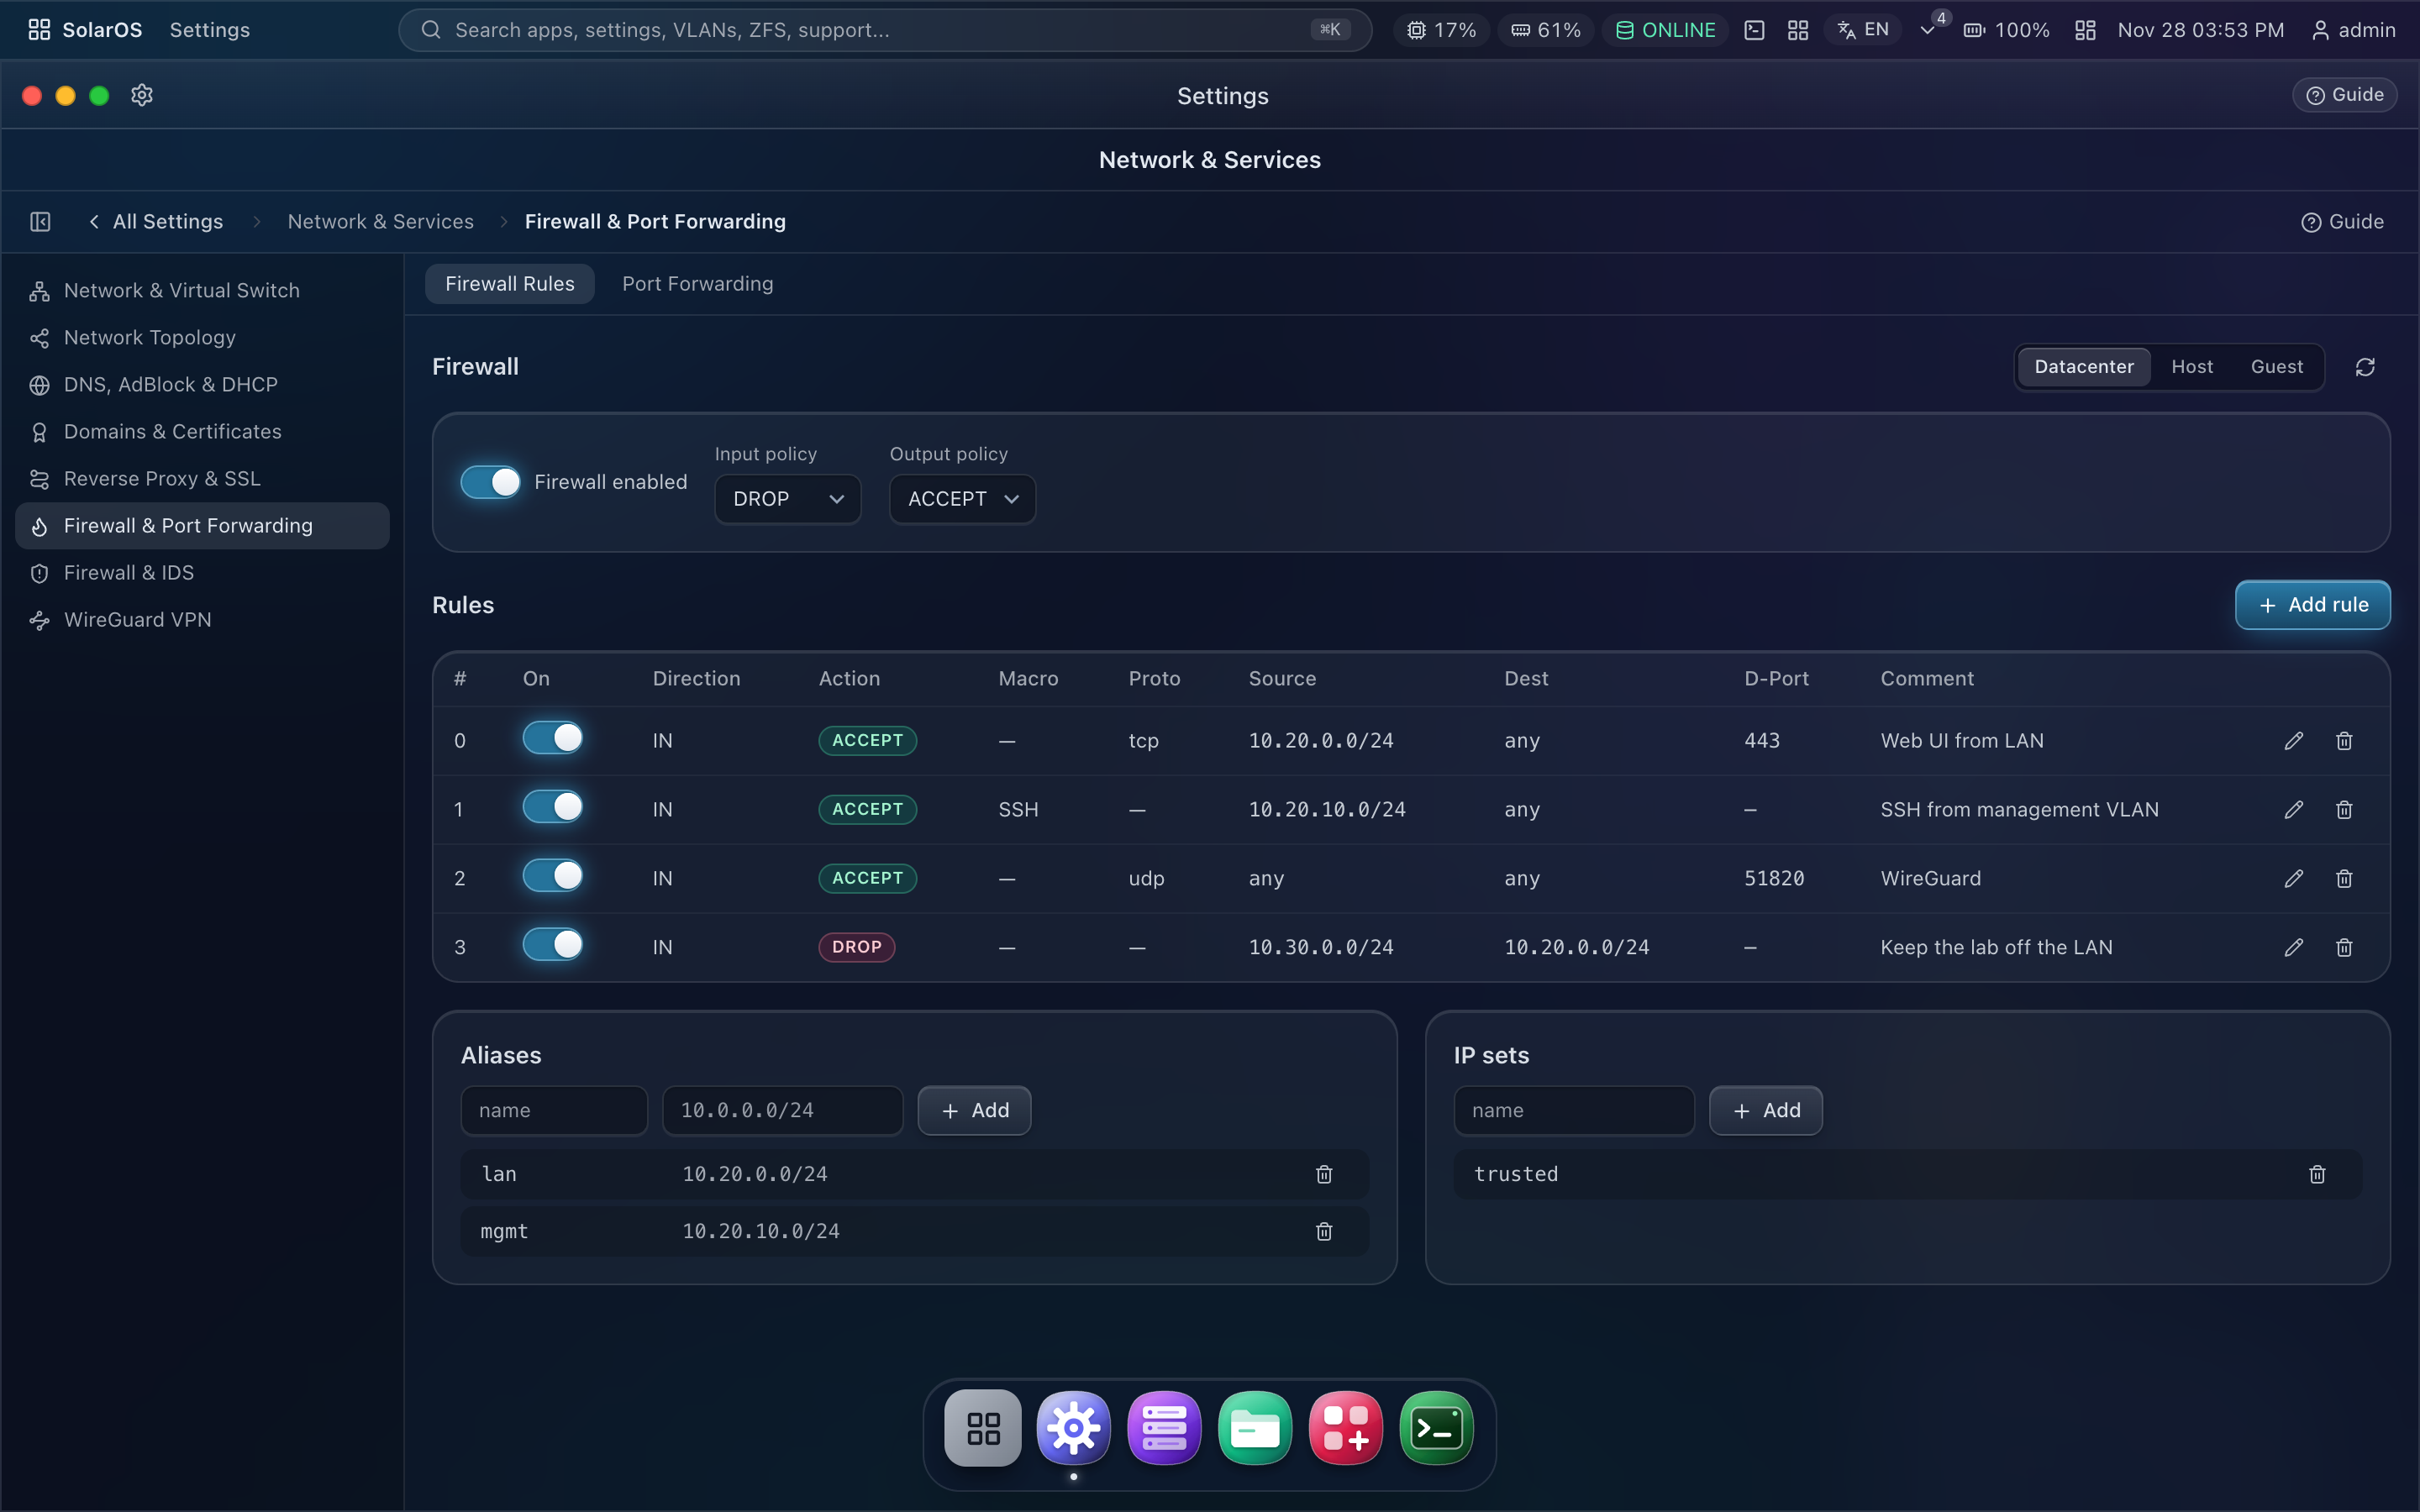 SolarOS Settings Search apps, settings, VLANs, ZFS, support... ⌘K 17% 61% ONLINE EN 4 100% Nov 28 03:53 PM admin
Settings Guide
Network & Services
All Settings Network & Services Firewall & Port Forwarding Guide
Network & Virtual Switch
Network Topology
DNS, AdBlock & DHCP
Domains & Certificates
Reverse Proxy & SSL
Firewall & Port Forwarding
Firewall & IDS
WireGuard VPN
Firewall Rules Port Forwarding
Firewall Datacenter Host Guest
Firewall enabled
Input policy Output policy
DROP ACCEPT
Rules Add rule
# On Direction Action Macro Proto Source Dest D-Port Comment
0 IN ACCEPT — tcp 10.20.0.0/24 any 443 Web UI from LAN
1 IN ACCEPT SSH — 10.20.10.0/24 any — SSH from management VLAN
2 IN ACCEPT — udp any any 51820 WireGuard
3 IN DROP — — 10.30.0.0/24 10.20.0.0/24 — Keep the lab off the LAN
Aliases
name 10.0.0.0/24 Add
lan 10.20.0.0/24
mgmt 10.20.10.0/24
IP sets
name Add
trusted